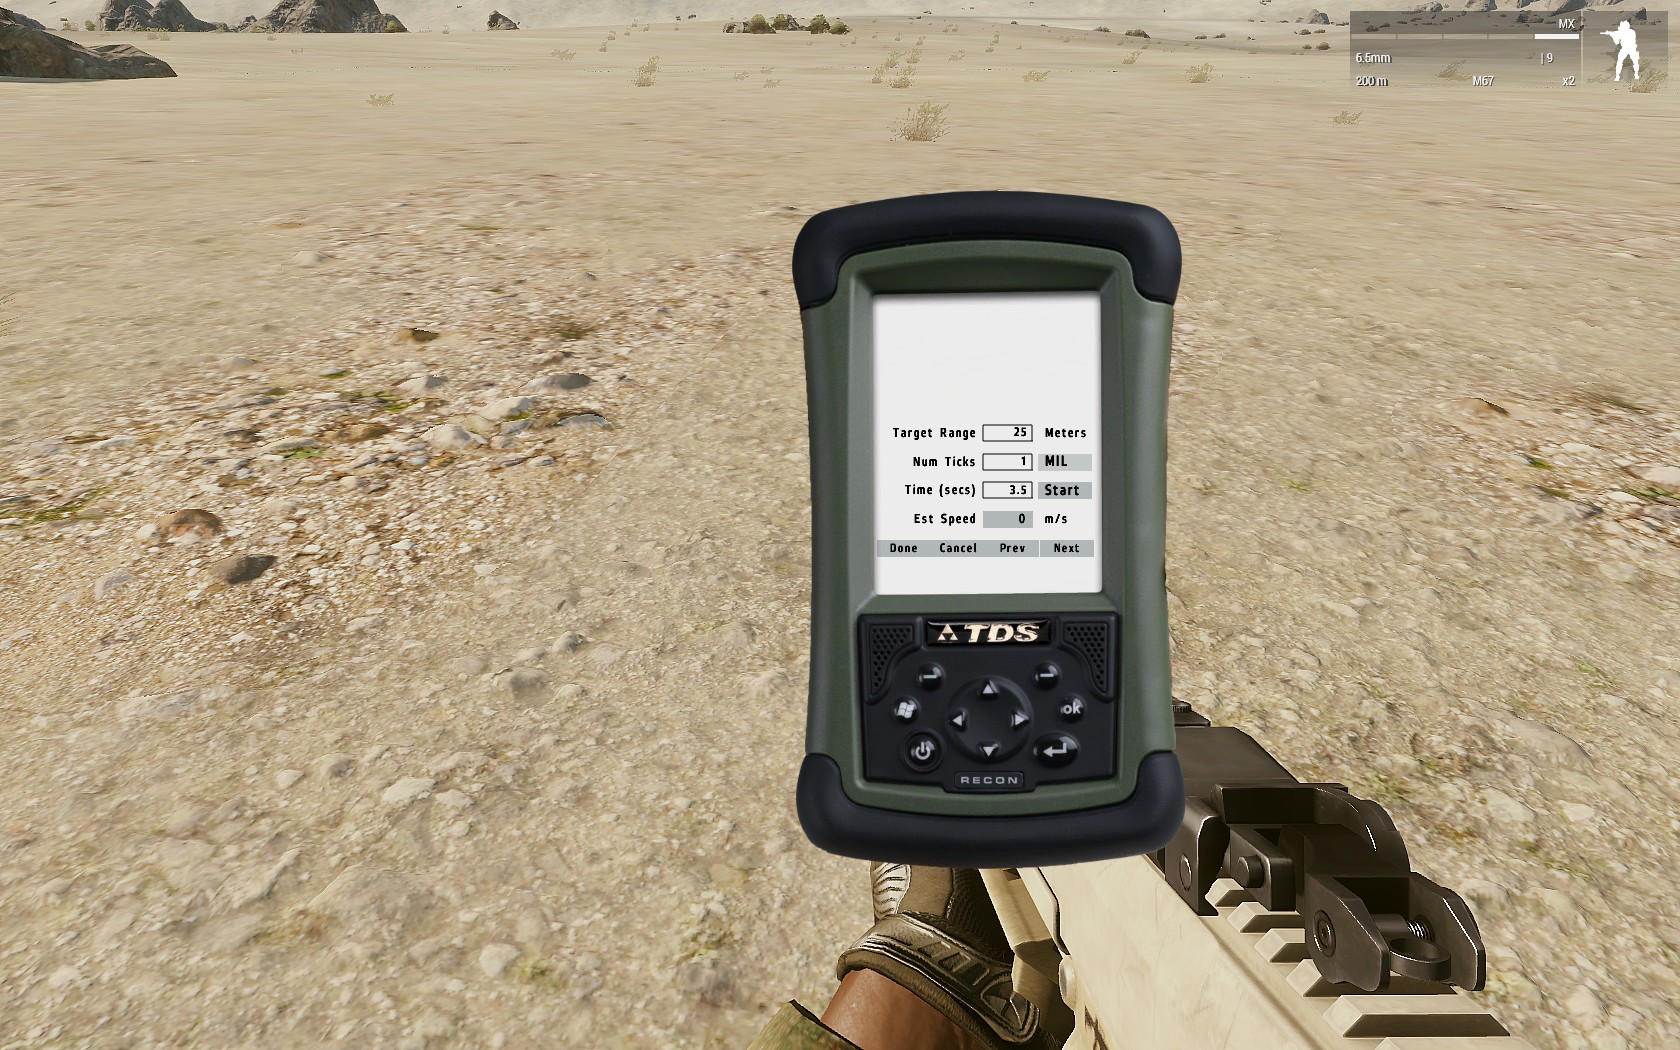 MX
6.5mm | 9
200 m M67 x2
Target Range 25 Meters
Num Ticks 1 MIL
Time (secs) 3.5 Start
Est Speed 0 m/s
Done Cancel Prev Next
TDS
ok
RECON